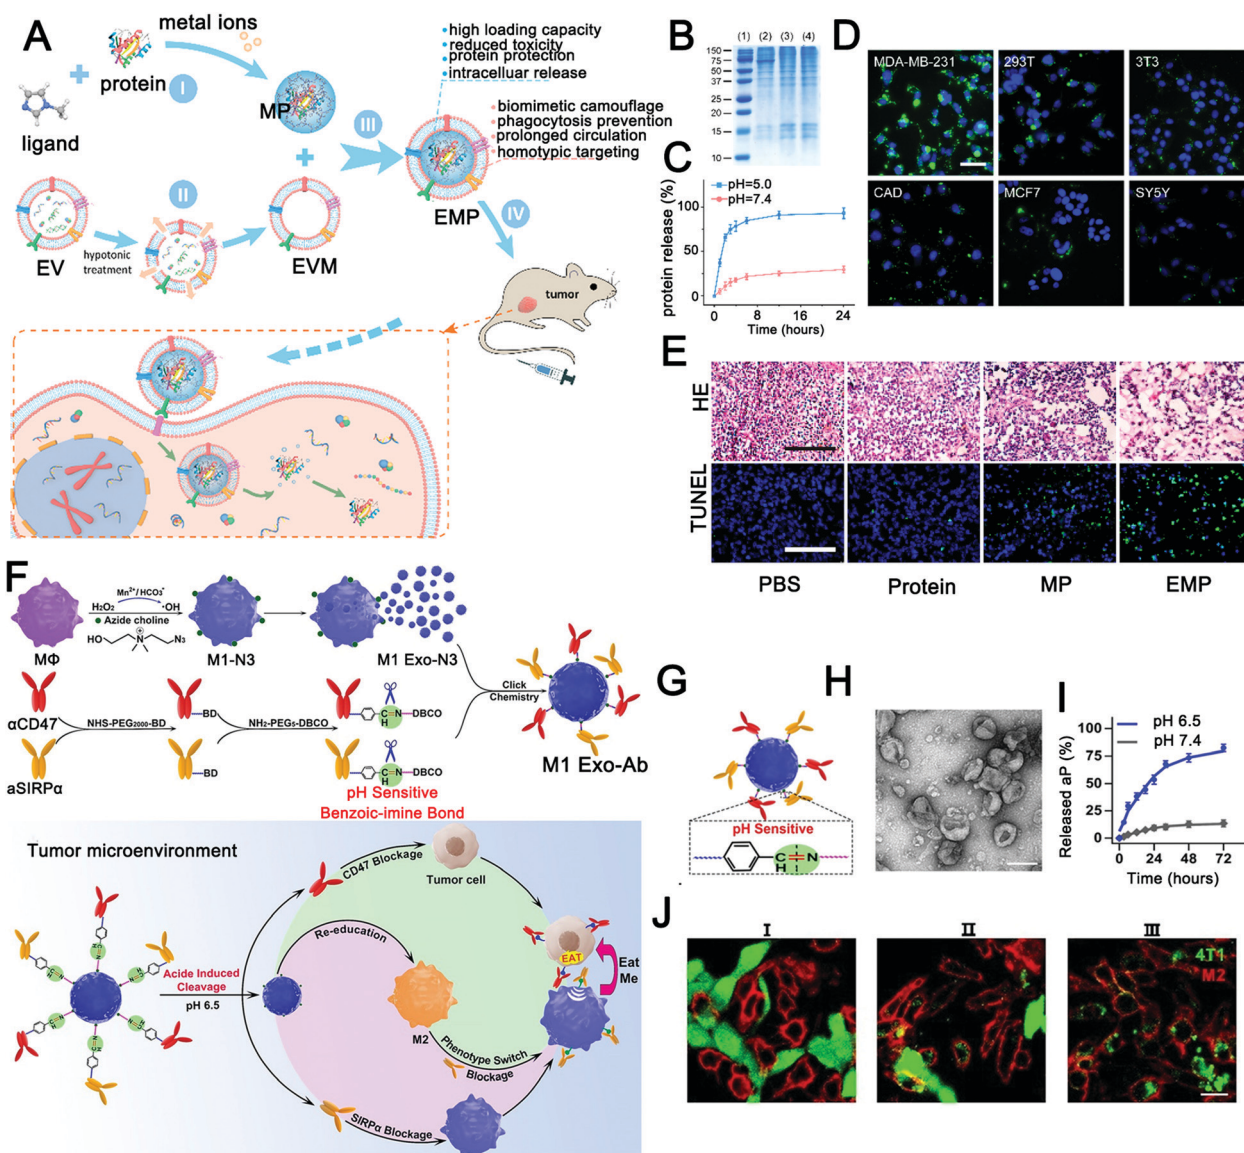 A
metal ions
protein
I
ligand
MP
III
high loading capacity
reduced toxicity
protein protection
intracelluar release
biomimetic camouflage
phagocytosis prevention
prolonged circulation
homotypic targeting
EMP
IV
II
EV
hypotonic
treatment
EVM
tumor
B
(1) (2) (3) (4)
150
75
50
37
25
20
15
10
C
pH=5.0
pH=7.4
protein release (%)
100
50
0
0 6 12 18 24
Time (hours)
D
MDA-MB-231
293T
3T3
CAD
MCF7
SY5Y
E
HE
TUNEL
PBS
Protein
MP
EMP
F
Mn²⁺/ HCO₃⁻
H₂O₂
·OH
Azide choline
HO
N
N₃
MΦ
M1-N3
M1 Exo-N3
αCD47
NHS-PEG₂₀₀₀-BD
BD
NH₂-PEG₅-DBCO
C=N
H
DBCO
Click
Chemistry
aSIRPα
BD
C=N
H
DBCO
M1 Exo-Ab
pH Sensitive
Benzoic-imine Bond
Tumor microenvironment
CD47 Blockage
Tumor cell
Re-education
EAT
Eat
Me
Acide Induced
Cleavage
pH 6.5
M2
Phenotype Switch
Blockage
SIRPα Blockage
G
pH Sensitive
C
H
N
H
I
pH 6.5
pH 7.4
Released aP (%)
100
75
50
25
0
0 24 48 72
Time (hours)
J
I
II
III
4T1
M2